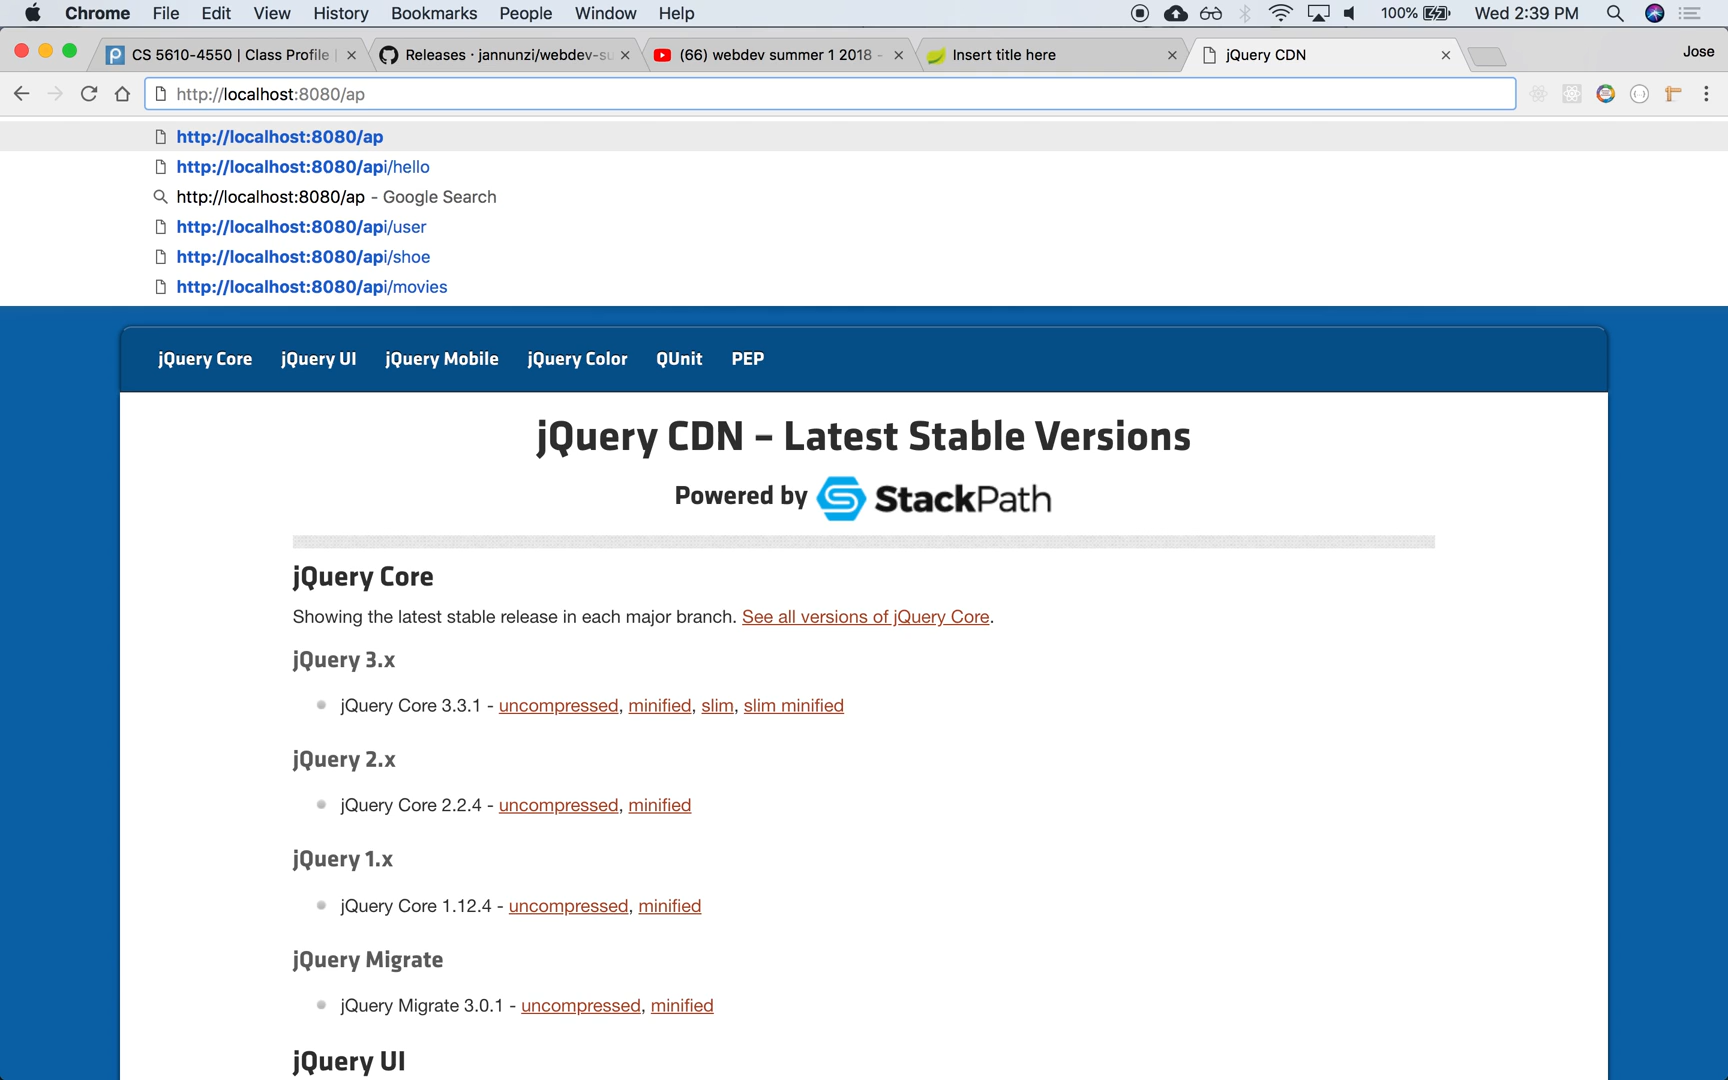 Chrome File Edit View History Bookmarks People Window Help 100% Wed 2:39 PM
CS 5610-4550 | Class Profile Releases · jannunzi/webdev-su (66) webdev summer 1 2018 - Insert title here jQuery CDN Jose
http://localhost:8080/ap
http://localhost:8080/ap
http://localhost:8080/api/hello
http://localhost:8080/ap - Google Search
http://localhost:8080/api/user
http://localhost:8080/api/shoe
http://localhost:8080/api/movies
jQuery Core jQuery UI jQuery Mobile jQuery Color QUnit PEP
jQuery CDN – Latest Stable Versions
Powered by StackPath
jQuery Core
Showing the latest stable release in each major branch. See all versions of jQuery Core.
jQuery 3.x
jQuery Core 3.3.1 - uncompressed, minified, slim, slim minified
jQuery 2.x
jQuery Core 2.2.4 - uncompressed, minified
jQuery 1.x
jQuery Core 1.12.4 - uncompressed, minified
jQuery Migrate
jQuery Migrate 3.0.1 - uncompressed, minified
jQuery UI